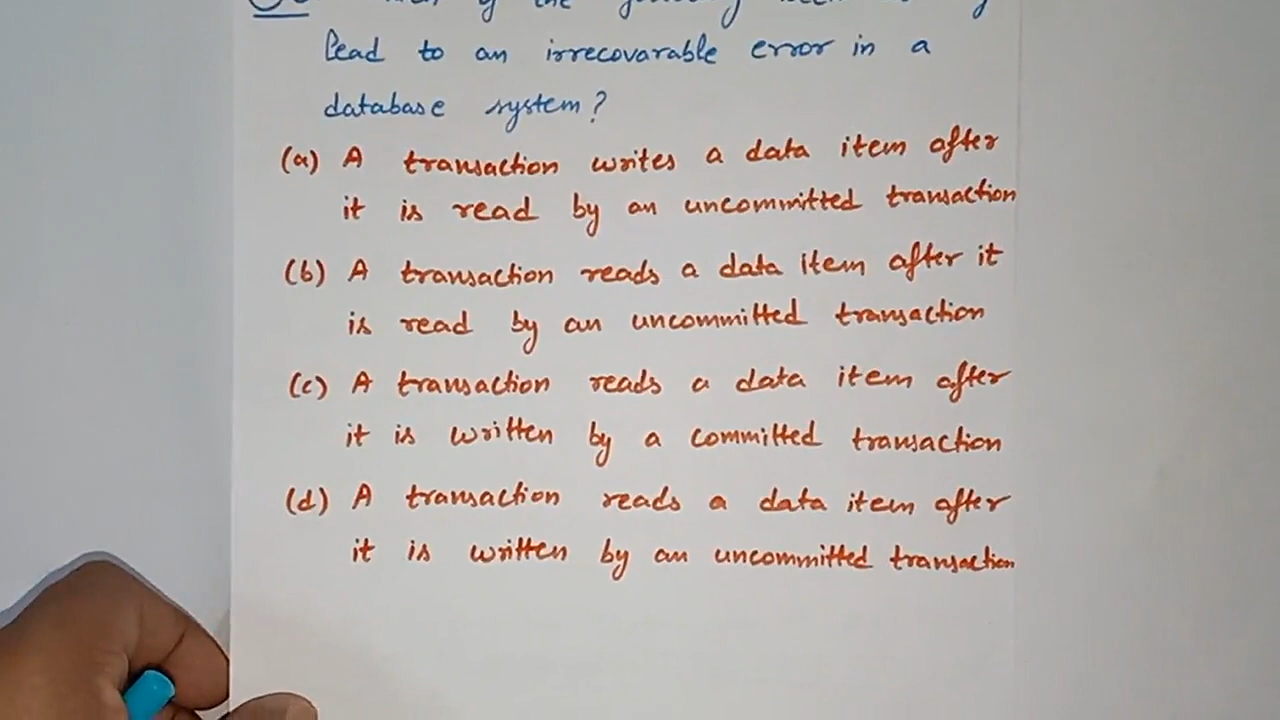 of the
lead to an irrecovarable error in a
database system?
(a) A transaction writes a data item after
it is read by an uncommitted transaction
(b) A transaction reads a data item after it
is read by an uncommitted transaction
(c) A transaction reads a data item after
it is written by a committed transaction
(d) A transaction reads a data item after
it is written by an uncommitted transaction